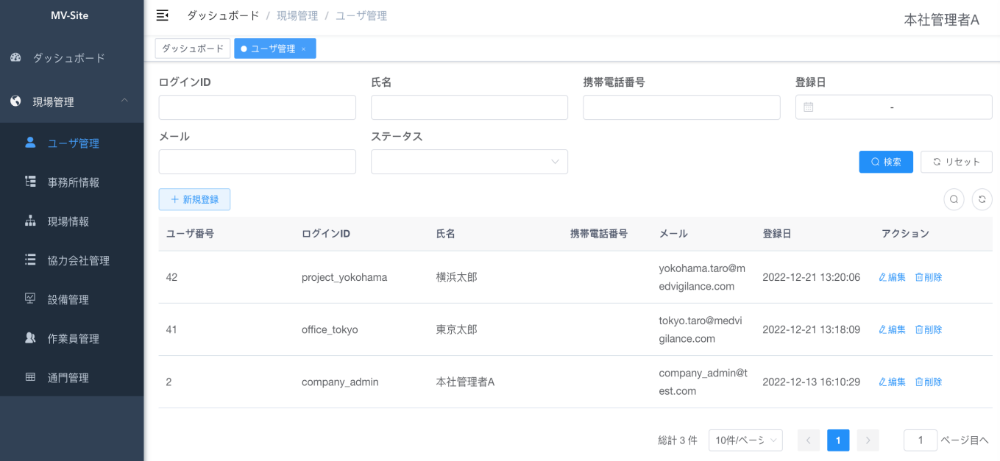 MV-Site
ダッシュボード
現場管理
ユーザ管理
事務所情報
現場情報
協力会社管理
設備管理
作業員管理
通門管理
ダッシュボード / 現場管理 / ユーザ管理
本社管理者A
ダッシュボード ユーザ管理 ×
ログインID 氏名 携帯電話番号 登録日
-
メール ステータス
検索 リセット
新規登録
ユーザ番号 ログインID 氏名 携帯電話番号 メール 登録日 アクション
42 project_yokohama 横浜太郎 yokohama.taro@m 2022-12-21 13:20:06 編集 削除
edvigilance.com
41 office_tokyo 東京太郎 tokyo.taro@medvi 2022-12-21 13:18:09 編集 削除
gilance.com
2 company_admin 本社管理者A company_admin@t 2022-12-13 16:10:29 編集 削除
est.com
総計 3 件 10件/ページ < 1 > 1 ページ目へ